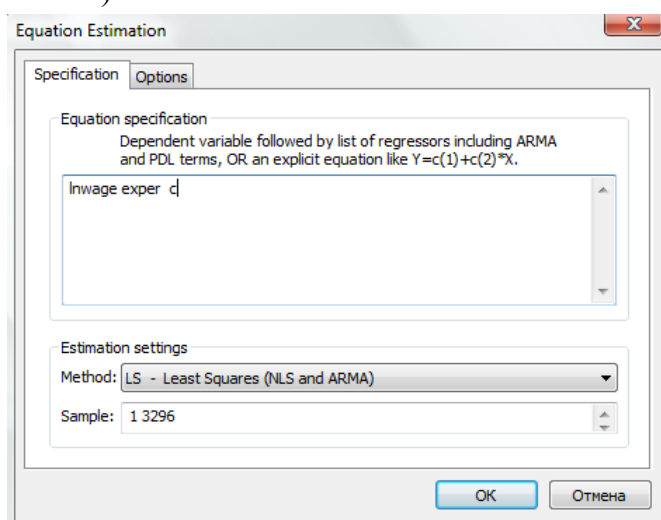 Equation Estimation
Specification Options
Equation specification
Dependent variable followed by list of regressors including ARMA
and PDL terms, OR an explicit equation like Y=c(1)+c(2)*X.
lnwage exper c
Estimation settings
Method: LS - Least Squares (NLS and ARMA)
Sample: 1 3296
OK Отмена